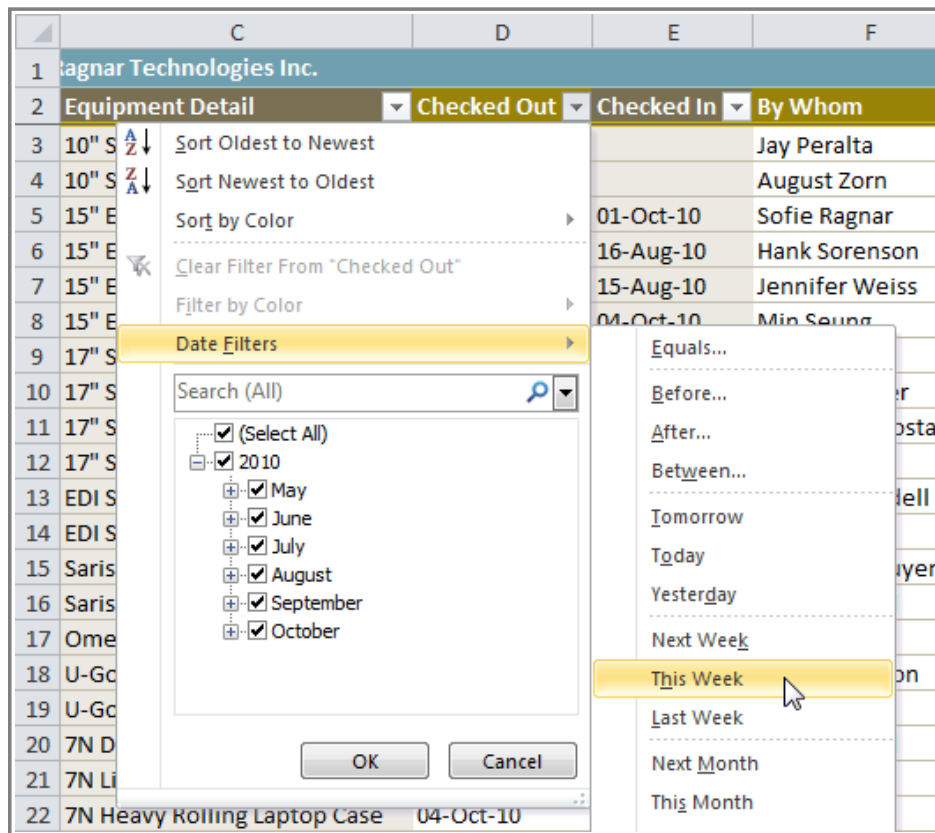 C D E F
1 Ragnar Technologies Inc.
2 Equipment Detail Checked Out Checked In By Whom
3 10" S Jay Peralta
4 10" S August Zorn
5 15" E 01-Oct-10 Sofie Ragnar
6 15" E 16-Aug-10 Hank Sorenson
7 15" E 15-Aug-10 Jennifer Weiss
8 15" E 04-Oct-10 Min Seung
9 17" S
10 17" S
11 17" S
12 17" S
13 EDI S
14 EDI S
15 Saris
16 Saris
17 Ome
18 U-Go
19 U-Go
20 7N D
21 7N Li
22 7N Heavy Rolling Laptop Case 04-Oct-10
Sort Oldest to Newest
Sort Newest to Oldest
Sort by Color
Clear Filter From "Checked Out"
Filter by Color
Date Filters
Search (All)
(Select All)
2010
May
June
July
August
September
October
OK Cancel
Equals...
Before...
After...
Between...
Tomorrow
Today
Yesterday
Next Week
This Week
Last Week
Next Month
This Month